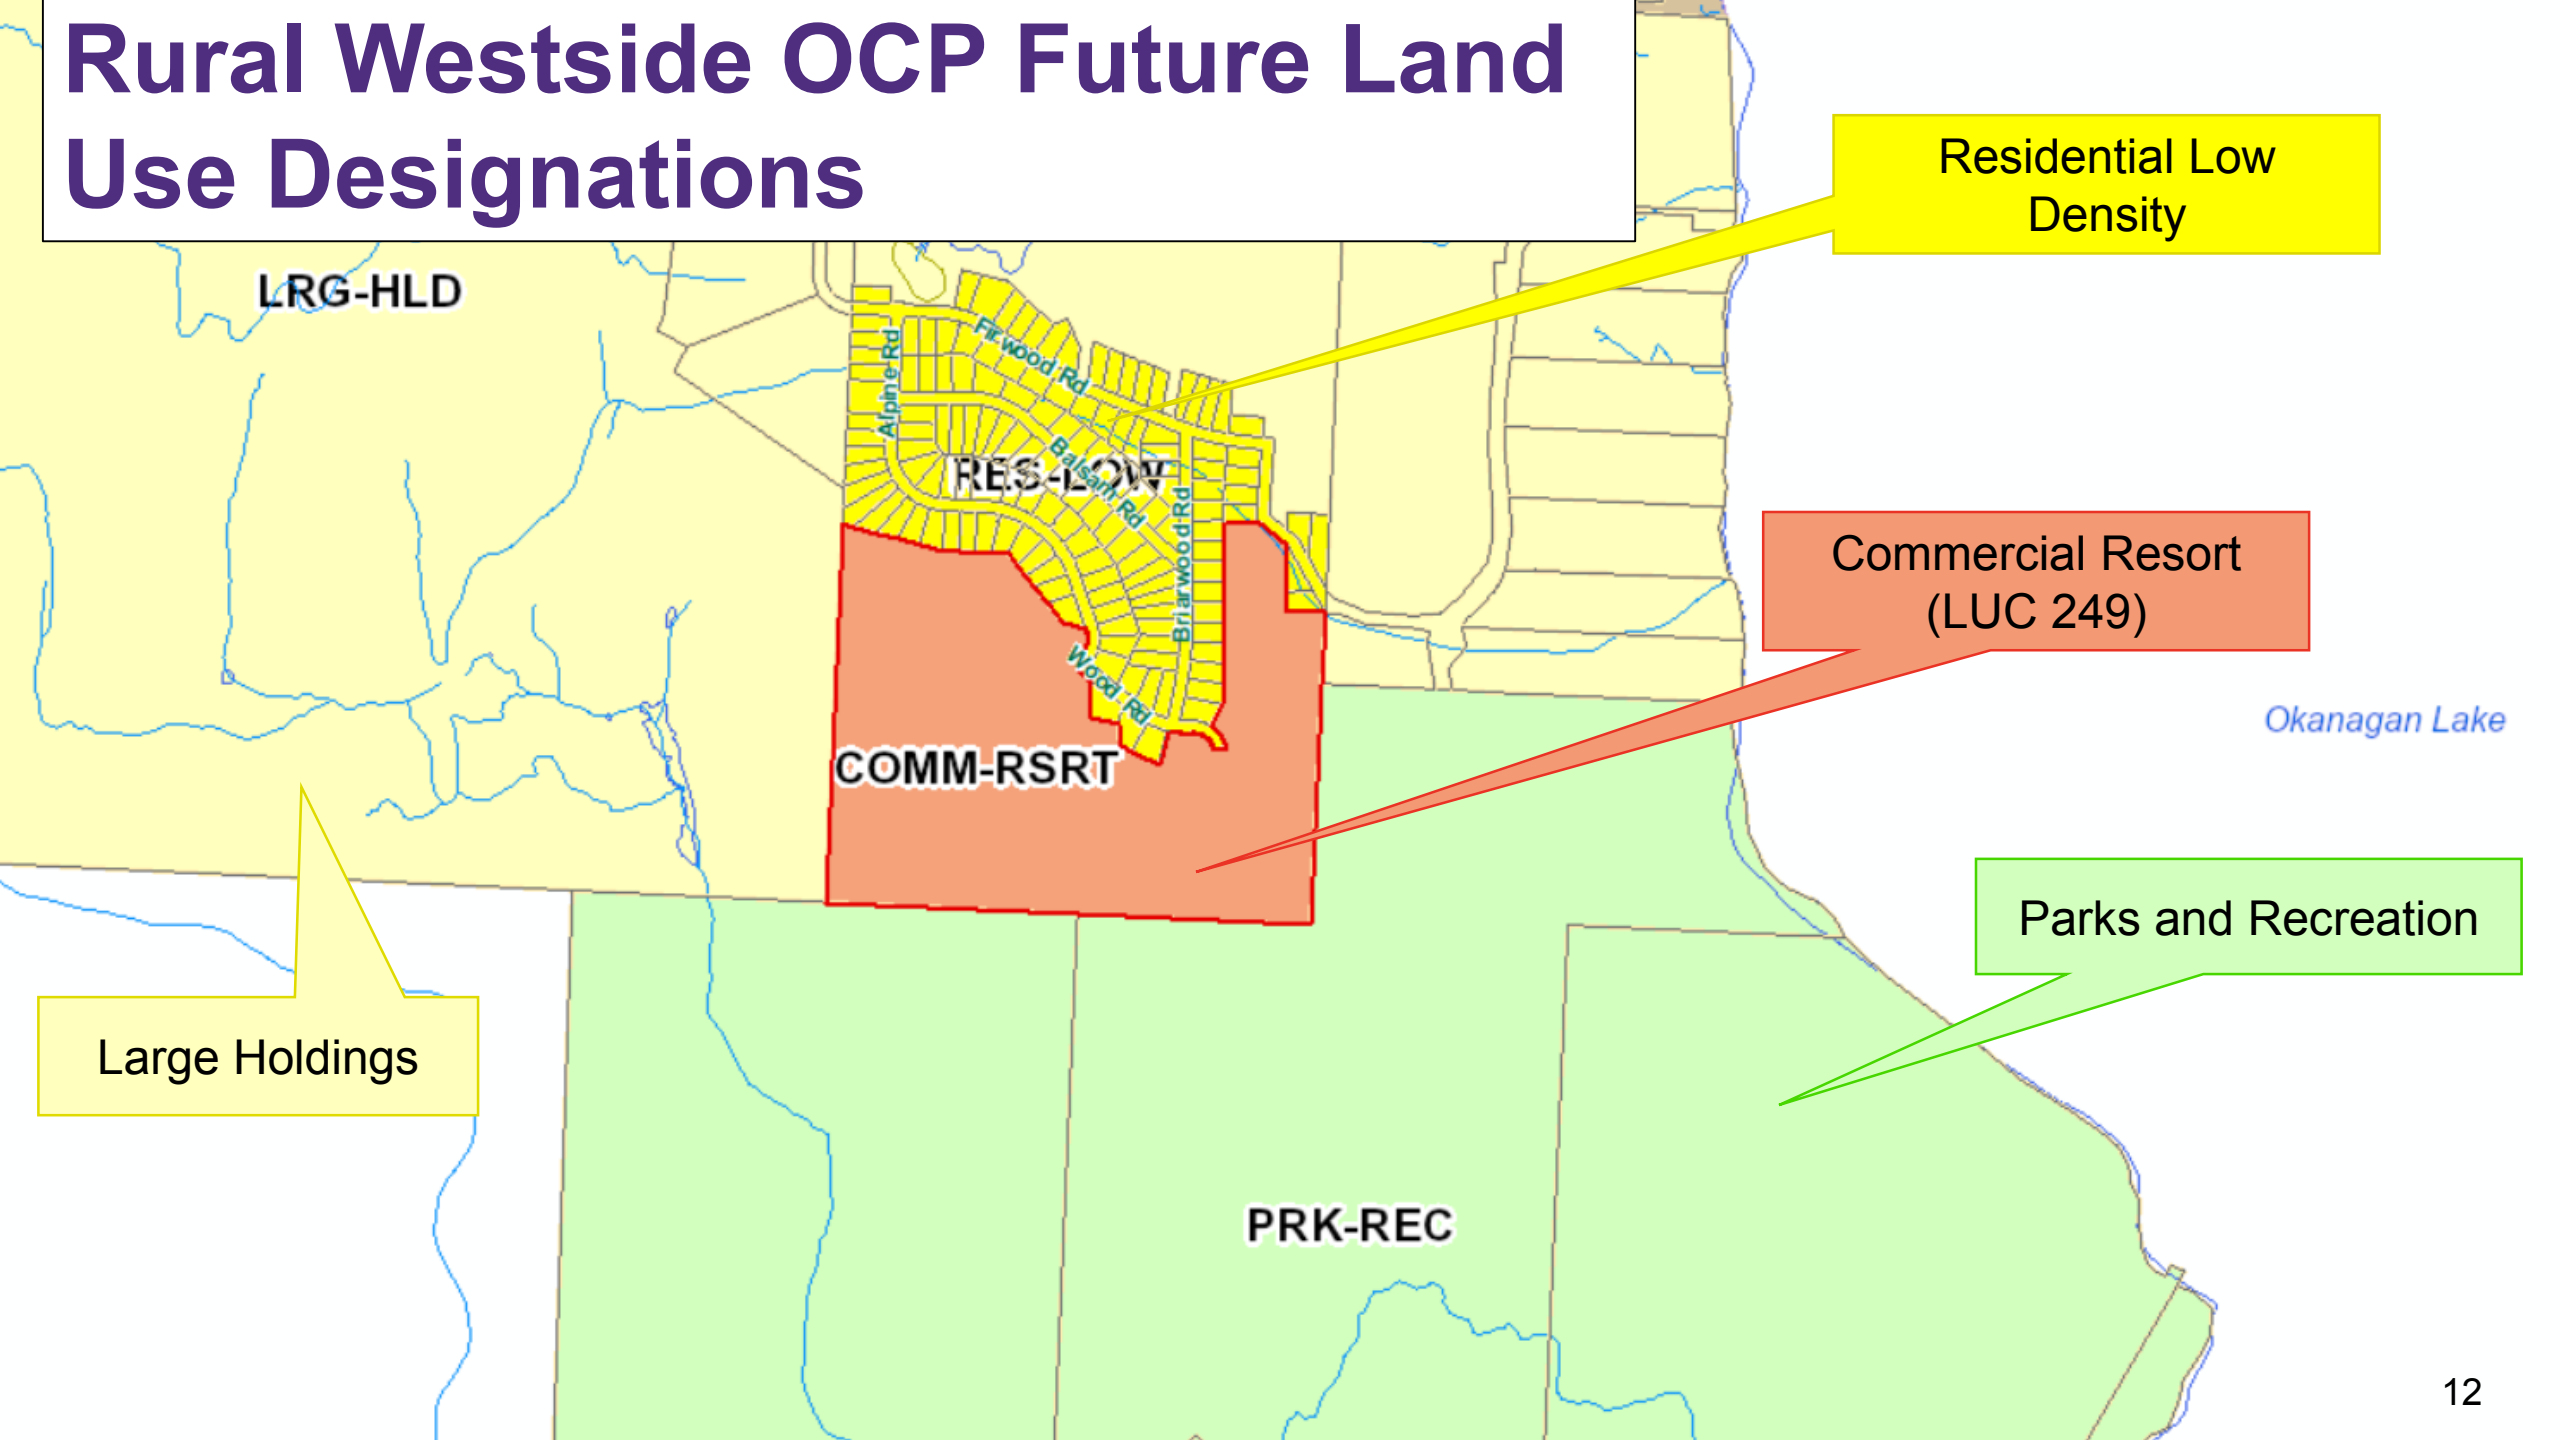 Rural Westside OCP Future Land
Use Designations
Residential Low
Density
LRG-HLD
Firwood Rd
Alpine Rd
Balsam Rd
RES-LOW
Briarwood Rd
Commercial Resort
(LUC 249)
Wood Rd
Okanagan Lake
COMM-RSRT
Parks and Recreation
Large Holdings
PRK-REC
12